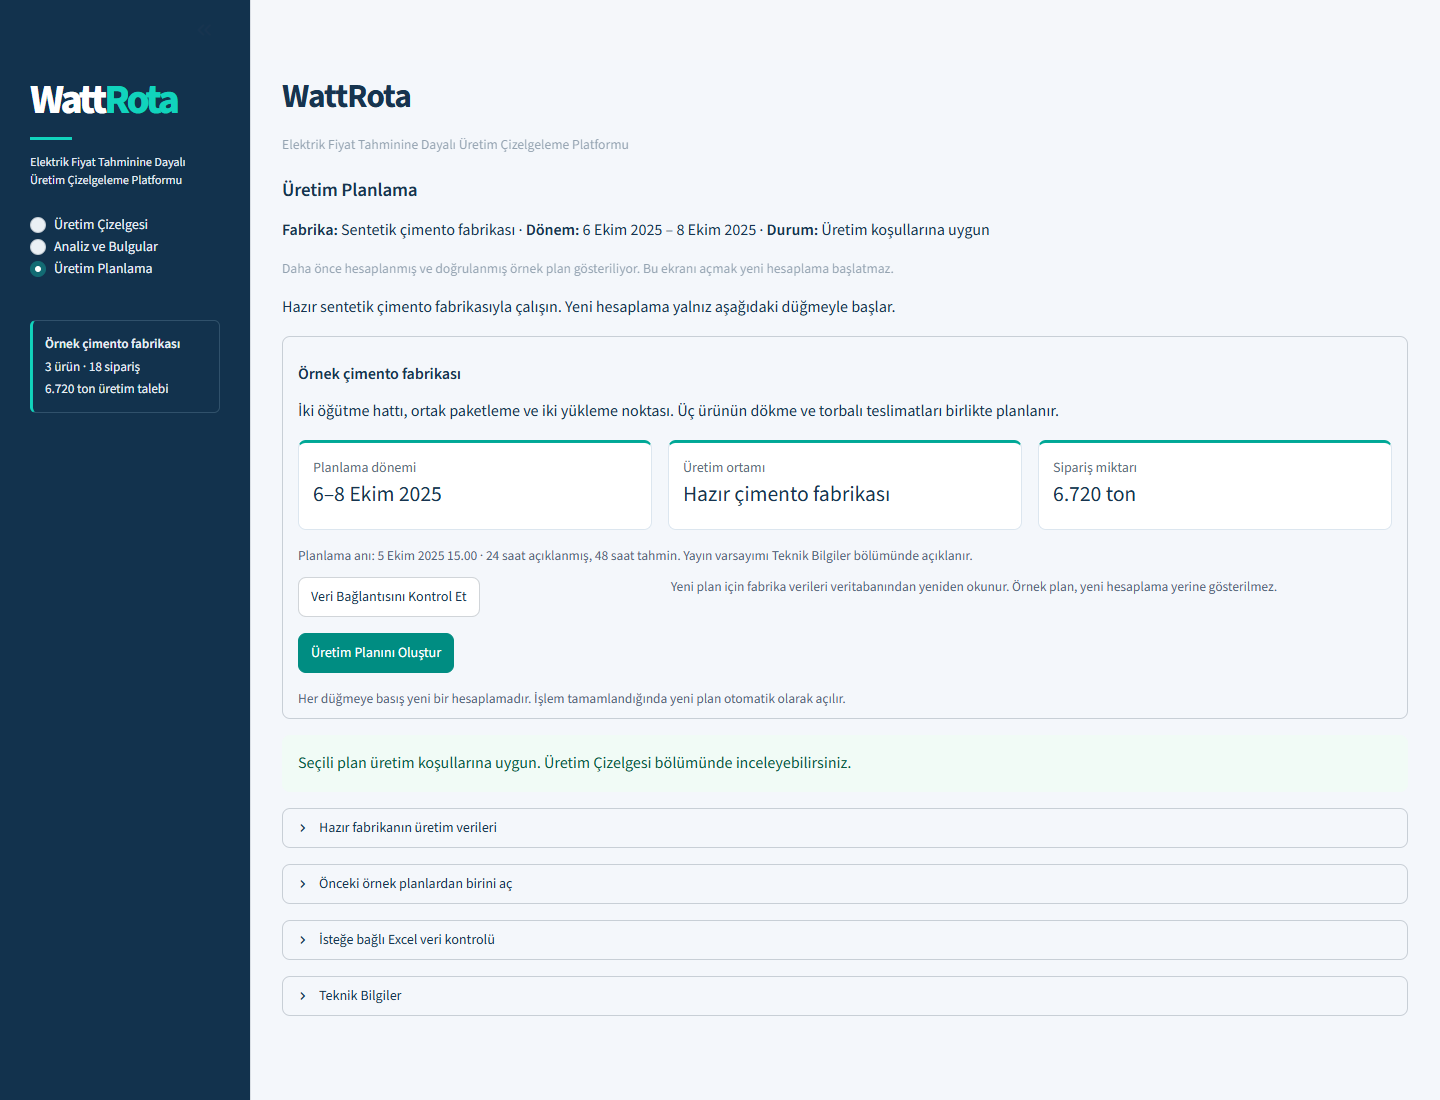 WattRota
Elektrik Fiyat Tahminine Dayalı
Üretim Çizelgeleme Platformu
Üretim Çizelgesi
Analiz ve Bulgular
Üretim Planlama
Örnek çimento fabrikası
3 ürün · 18 sipariş
6.720 ton üretim talebi
WattRota
Elektrik Fiyat Tahminine Dayalı Üretim Çizelgeleme Platformu
Üretim Planlama
Fabrika: Sentetik çimento fabrikası · Dönem: 6 Ekim 2025 – 8 Ekim 2025 · Durum: Üretim koşullarına uygun
Daha önce hesaplanmış ve doğrulanmış örnek plan gösteriliyor. Bu ekranı açmak yeni hesaplama başlatmaz.
Hazır sentetik çimento fabrikasıyla çalışın. Yeni hesaplama yalnız aşağıdaki düğmeyle başlar.
Örnek çimento fabrikası
İki öğütme hattı, ortak paketleme ve iki yükleme noktası. Üç ürünün dökme ve torbalı teslimatları birlikte planlanır.
Planlama dönemi
6–8 Ekim 2025
Üretim ortamı
Hazır çimento fabrikası
Sipariş miktarı
6.720 ton
Planlama anı: 5 Ekim 2025 15.00 · 24 saat açıklanmış, 48 saat tahmin. Yayın varsayımı Teknik Bilgiler bölümünde açıklanır.
Veri Bağlantısını Kontrol Et
Yeni plan için fabrika verileri veritabanından yeniden okunur. Örnek plan, yeni hesaplama yerine gösterilmez.
Üretim Planını Oluştur
Her düğmeye basış yeni bir hesaplamadır. İşlem tamamlandığında yeni plan otomatik olarak açılır.
Seçili plan üretim koşullarına uygun. Üretim Çizelgesi bölümünde inceleyebilirsiniz.
Hazır fabrikanın üretim verileri
Önceki örnek planlardan birini aç
İsteğe bağlı Excel veri kontrolü
Teknik Bilgiler